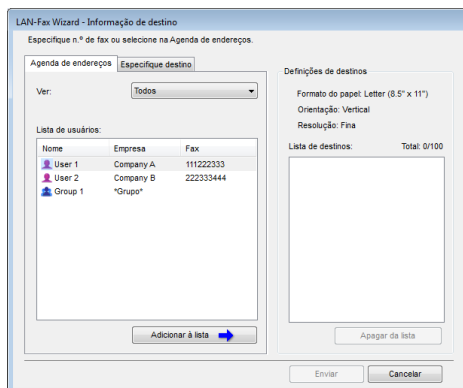 LAN-Fax Wizard - Informação de destino
Especifique n.º de fax ou selecione na Agenda de endereços.
Agenda de endereços
Especifique destino
Ver:
Todos
Lista de usuários:
Nome Empresa Fax
User 1 Company A 111222333
User 2 Company B 222333444
Group 1 *Grupo*
Adicionar à lista
Definições de destinos
Formato do papel: Letter (8.5" x 11")
Orientação: Vertical
Resolução: Fina
Lista de destinos: Total: 0/100
Apagar da lista
Enviar
Cancelar